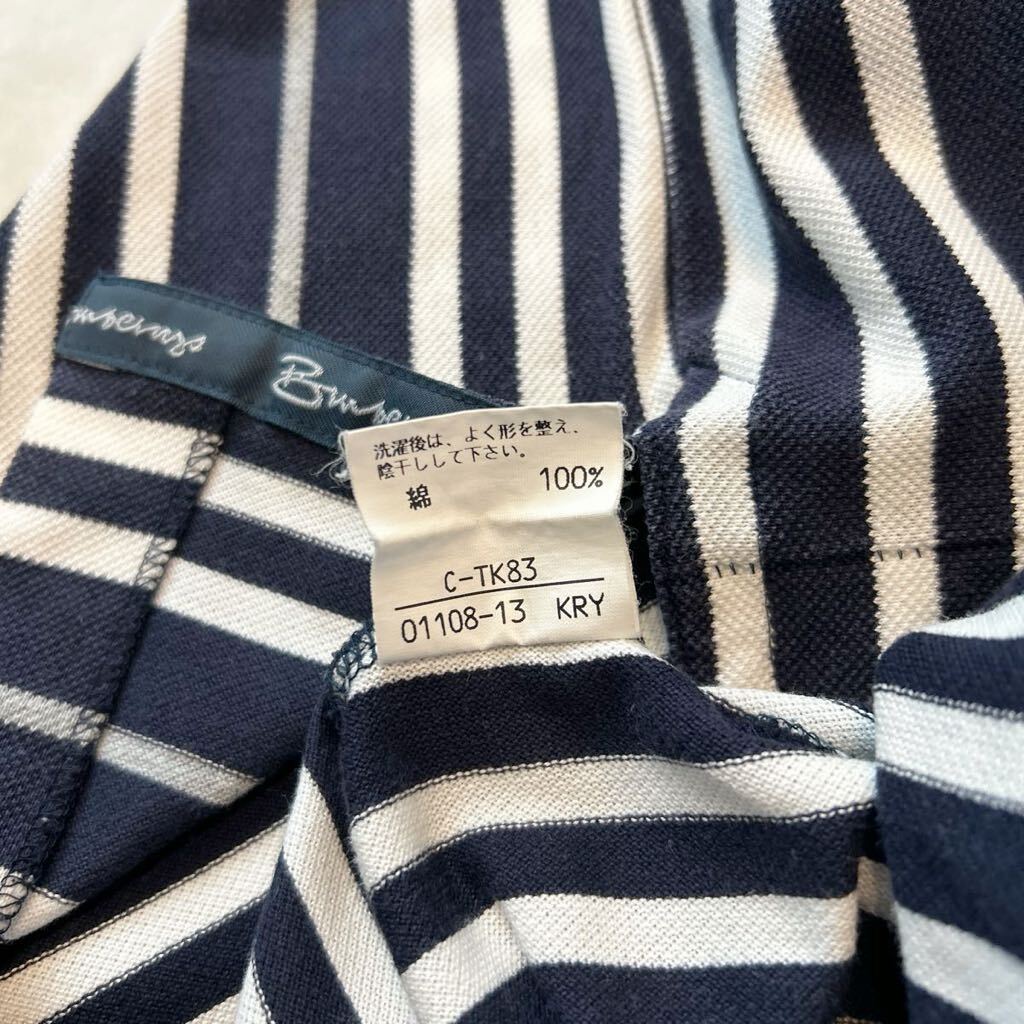 洗濯後は、よく形を整え、
陰干しして下さい。
綿 100%
C-TK83
01108-13 KRY